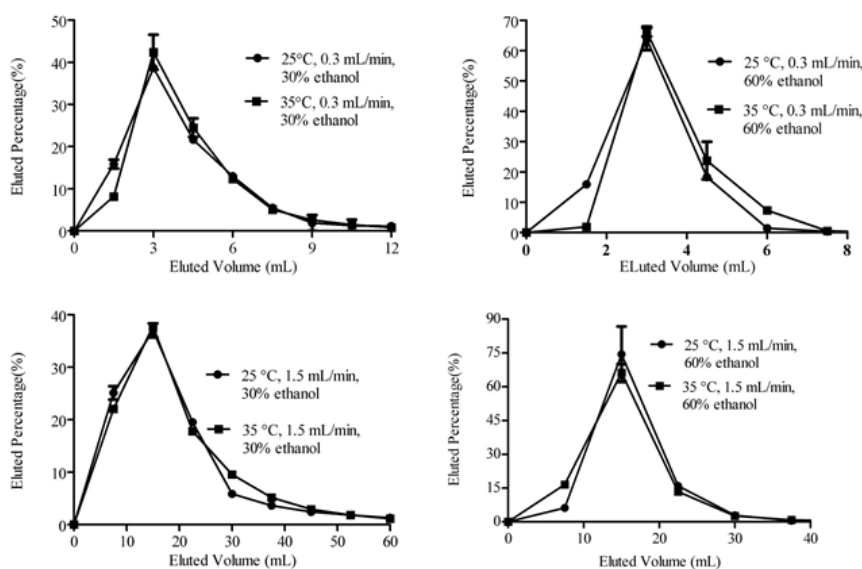 50
40
30
20
10
0
Eluted Percentage(%)
25°C, 0.3 mL/min,
30% ethanol
35°C, 0.3 mL/min,
30% ethanol
0 3 6 9 12
Eluted Volume (mL)
70
60
50
40
30
20
10
0
Eluted Percentage(%)
25 °C, 0.3 mL/min,
60% ethanol
35 °C, 0.3 mL/min,
60% ethanol
0 2 4 6 8
ELuted Volume (mL)
40
30
20
10
0
Eluted Percentage(%)
25 °C, 1.5 mL/min,
30% ethanol
35 °C, 1.5 mL/min,
30% ethanol
0 10 20 30 40 50 60
Eluted Volume (mL)
90
75
60
45
30
15
0
Eluted Percentage(%)
25 °C, 1.5 mL/min,
60% ethanol
35 °C, 1.5 mL/min,
60% ethanol
0 10 20 30 40
Eluted Volume (mL)